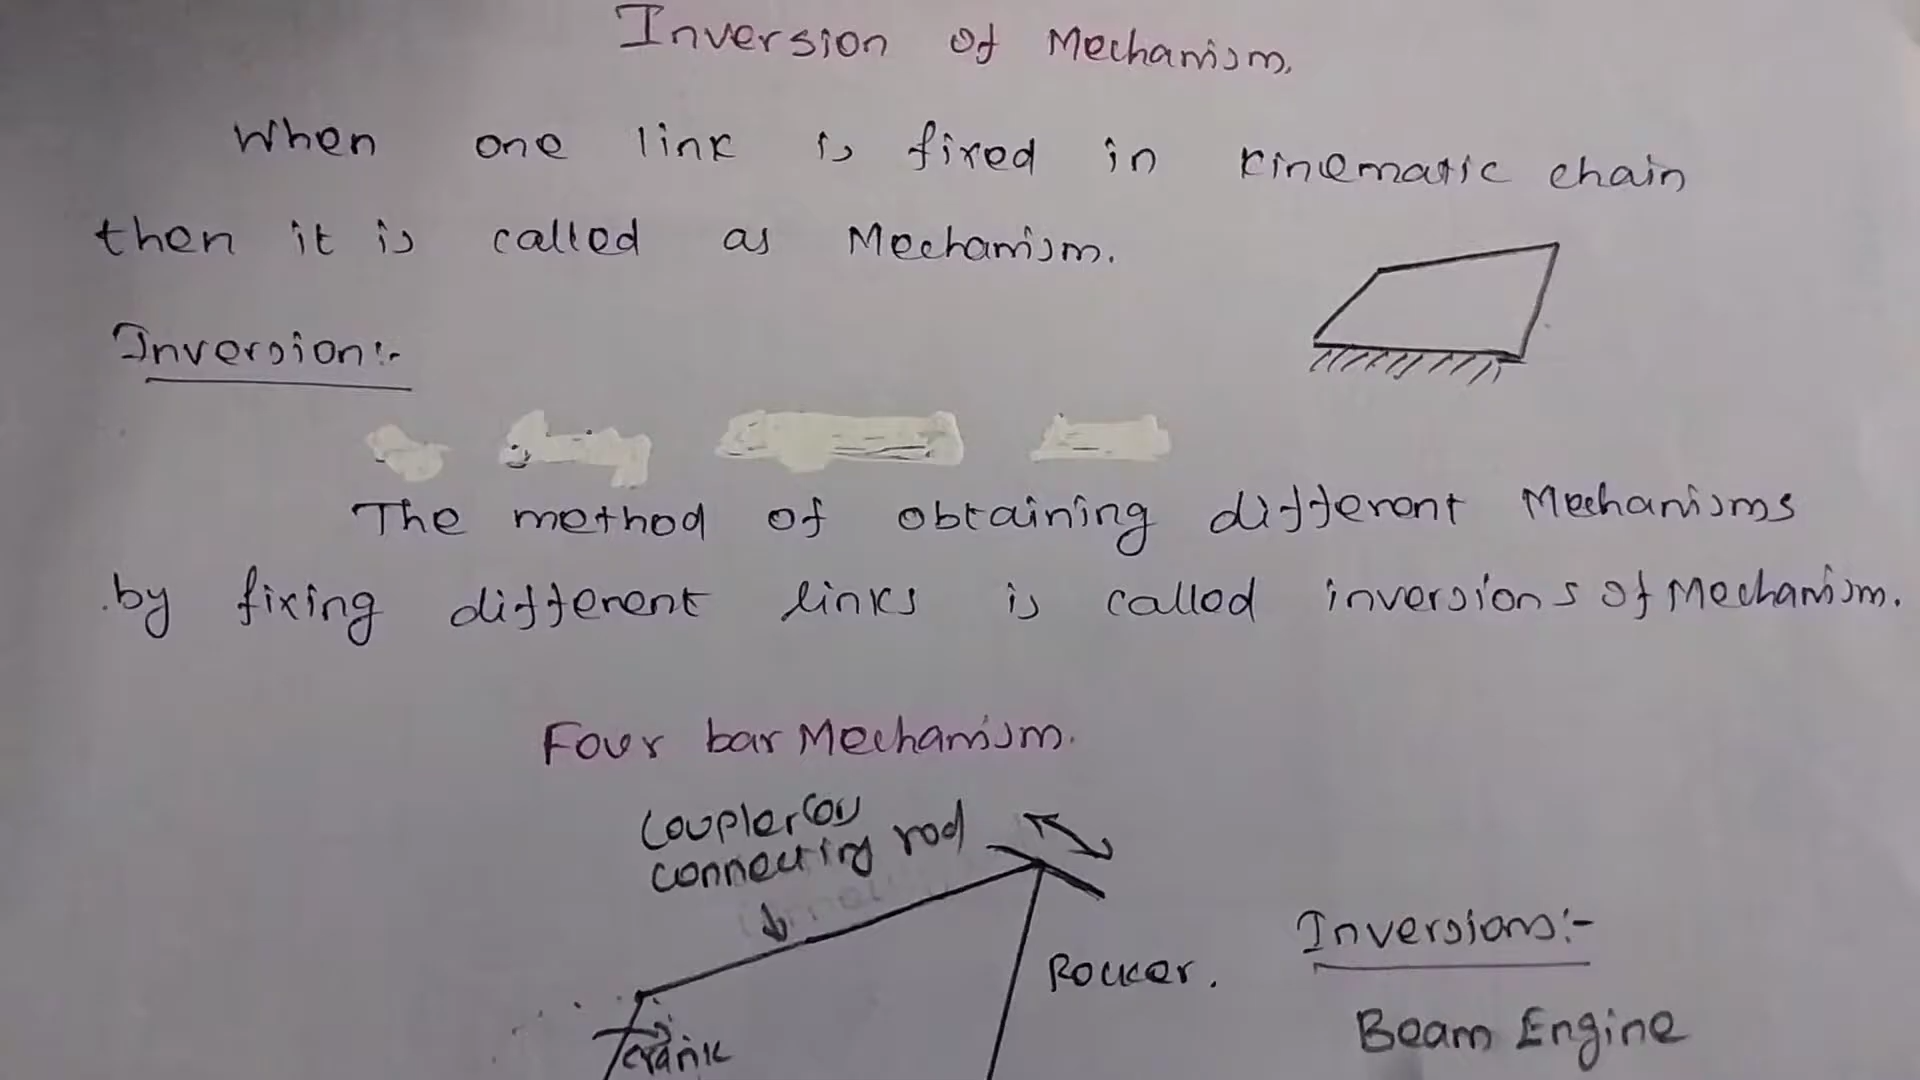 Inversion of Mechanism.
When one link is fixed in kinematic chain
then it is called as Mechanism.
Inversion:-
The method of obtaining different Mechanisms
by fixing different links is called inversions of Mechanism.
Four bar Mechanism.
Coupler (or)
connecting rod
Rocker.
Crank
Inversions:-
Beam Engine